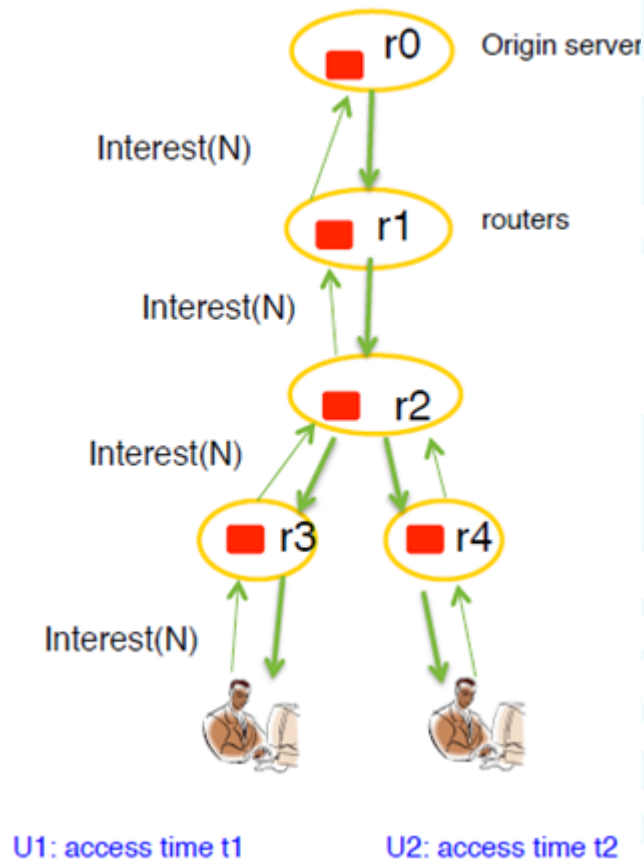 r0
Origin server
Interest(N)
r1
routers
Interest(N)
r2
Interest(N)
r3
r4
Interest(N)
U1: access time t1
U2: access time t2